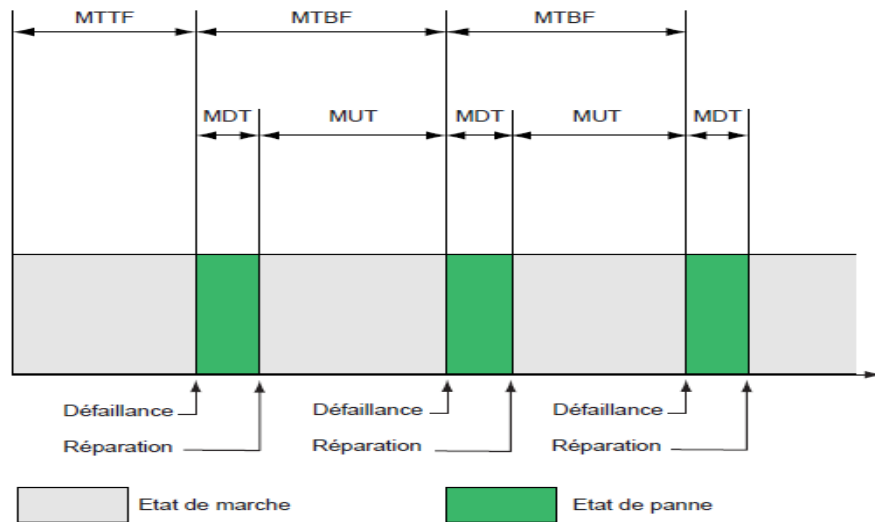 MTTF MTBF MTBF
MDT MUT MDT MUT MDT
Défaillance Défaillance Défaillance
Réparation Réparation Réparation
Etat de marche Etat de panne